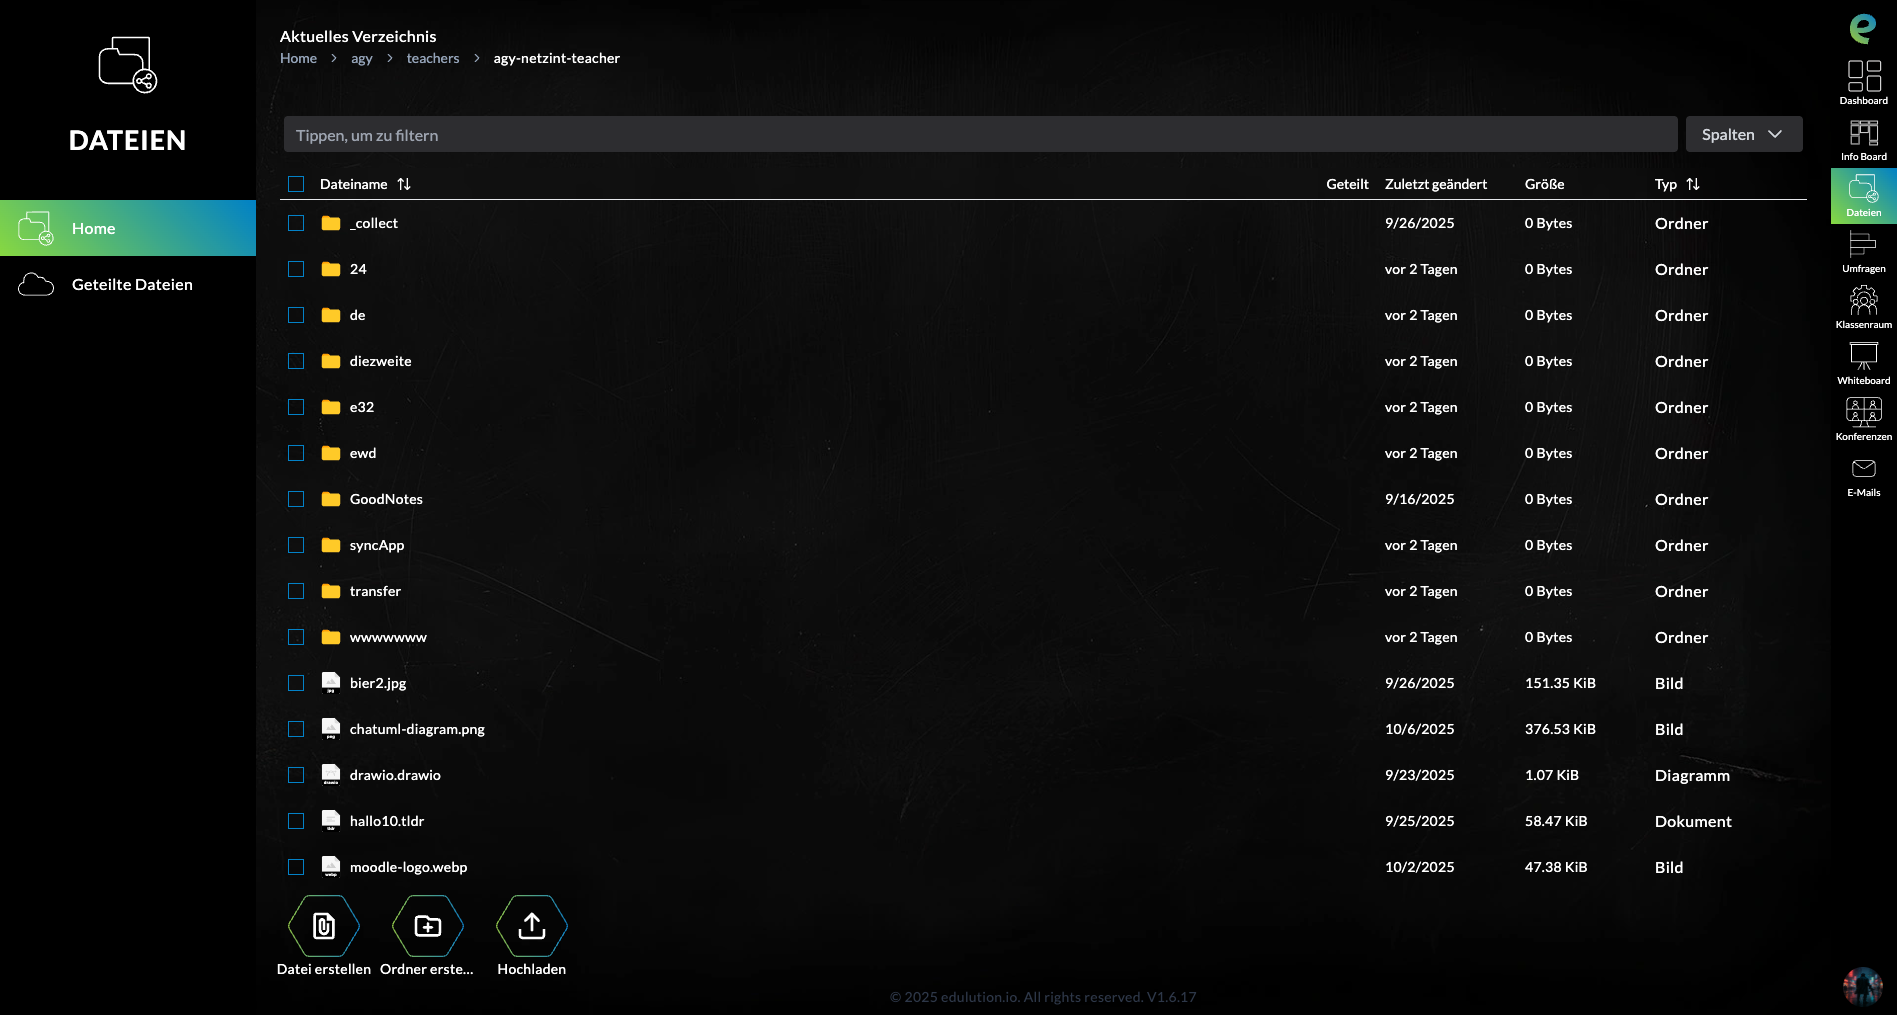 DATEIEN
Home
Geteilte Dateien
Aktuelles Verzeichnis
Home > agy > teachers > agy-netzint-teacher
Tippen, um zu filtern
Spalten
Dateiname Geteilt Zuletzt geändert Größe Typ
_collect 9/26/2025 0 Bytes Ordner
24 vor 2 Tagen 0 Bytes Ordner
de vor 2 Tagen 0 Bytes Ordner
diezweite vor 2 Tagen 0 Bytes Ordner
e32 vor 2 Tagen 0 Bytes Ordner
ewd vor 2 Tagen 0 Bytes Ordner
GoodNotes 9/16/2025 0 Bytes Ordner
syncApp vor 2 Tagen 0 Bytes Ordner
transfer vor 2 Tagen 0 Bytes Ordner
wwwwwww vor 2 Tagen 0 Bytes Ordner
jpg bier2.jpg 9/26/2025 151.35 KiB Bild
png chatuml-diagram.png 10/6/2025 376.53 KiB Bild
drawio drawio.drawio 9/23/2025 1.07 KiB Diagramm
tldr hallo10.tldr 9/25/2025 58.47 KiB Dokument
webp moodle-logo.webp 10/2/2025 47.38 KiB Bild
Datei erstellen Ordner erste... Hochladen
© 2025 edulution.io. All rights reserved. V1.6.17
e
Dashboard
Info Board
Dateien
Umfragen
Klassenraum
Whiteboard
Konferenzen
E-Mails